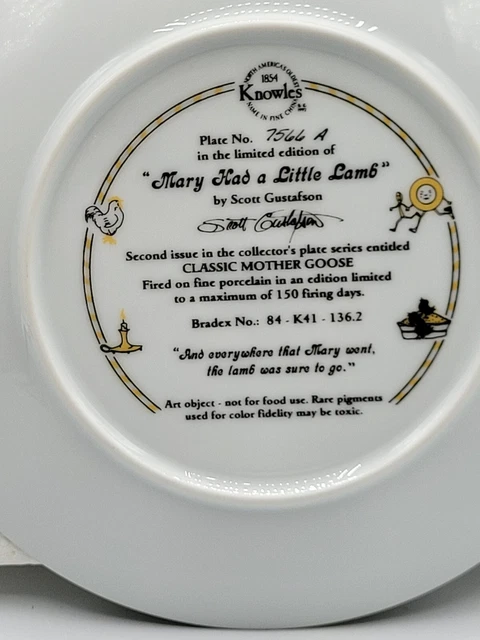 NORTH AMERICA'S OLDEST
1854
Knowles
NAME IN FINE CHINA
Plate No. 7566 A
in the limited edition of
"Mary Had a Little Lamb"
by Scott Gustafson
Scott Gustafson
Second issue in the collector's plate series entitled
CLASSIC MOTHER GOOSE
Fired on fine porcelain in an edition limited
to a maximum of 150 firing days.
Bradex No.: 84 - K41 - 136.2
"And everywhere that Mary went,
the lamb was sure to go."
Art object - not for food use. Rare pigments
used for color fidelity may be toxic.